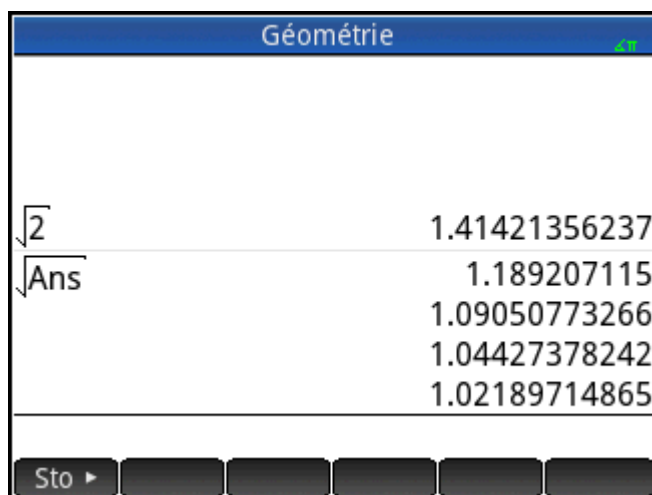 Géométrie
∡π
√2 1.41421356237
√Ans 1.189207115
1.09050773266
1.04427378242
1.02189714865
Sto ►